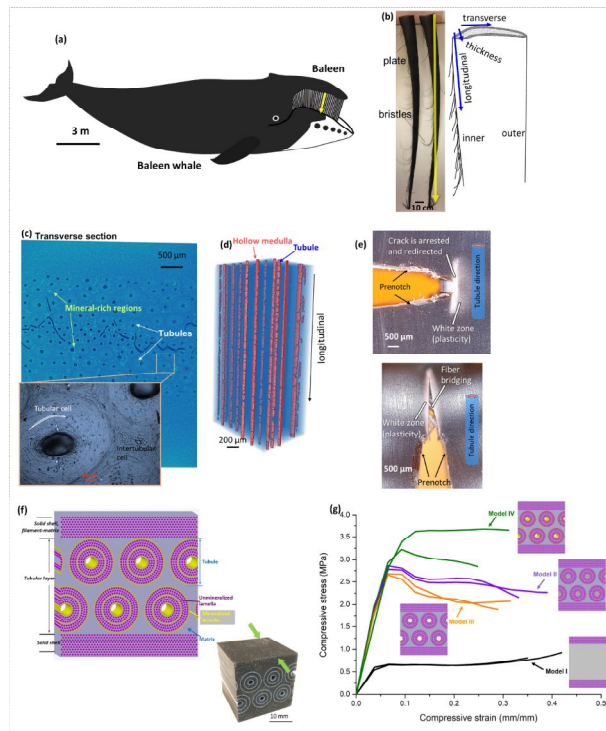 (a)
Baleen
3 m
Baleen whale
(b)
transverse
thickness
longitudinal
plate
bristles
inner
outer
10 cm
(c)
Transverse section
500 μm
Mineral-rich regions
Tubules
Tubular cell
Intertubular
cell
(d)
Hollow medulla
Tubule
longitudinal
200 μm
(e)
Crack is arrested
and redirected
Prenotch
Tubule direction
White zone
(plasticity)
500 μm
Fiber
bridging
White zone
(plasticity)
Tubule direction
500 μm
Prenotch
(f)
Solid shell,
filament-matrix
Tubule
Tubular layer
Unmineralized
lamella
Matrix
Solid shell
10 mm
(g)
Compressive stress (MPa)
4.0
3.5
3.0
2.5
2.0
1.5
1.0
0.5
0.0
Model IV
Model II
Model III
Model I
0.0
0.1
0.2
0.3
0.4
0.5
Compressive strain (mm/mm)